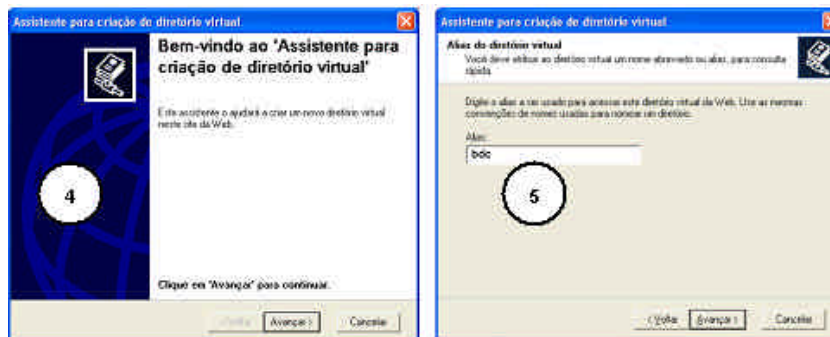 Assistente para criação de diretório virtual
Bem-vindo ao 'Assistente para
criação de diretório virtual'
Este assistente o ajudará a criar um novo diretório virtual
neste site da Web.
4
Clique em 'Avançar' para continuar.
< Volta Avançar > Cancelar
Assistente para criação de diretório virtual
Alias do diretório virtual
Você deve atribuir ao diretório virtual um nome abreviado ou alias, para consulta
rápida.
Digite o alias a ser usado para acessar este diretório virtual da Web. Use as mesmas
convenções de nomes usadas para nomear um diretório.
Alias:
5
< Volta Avançar > Cancelar